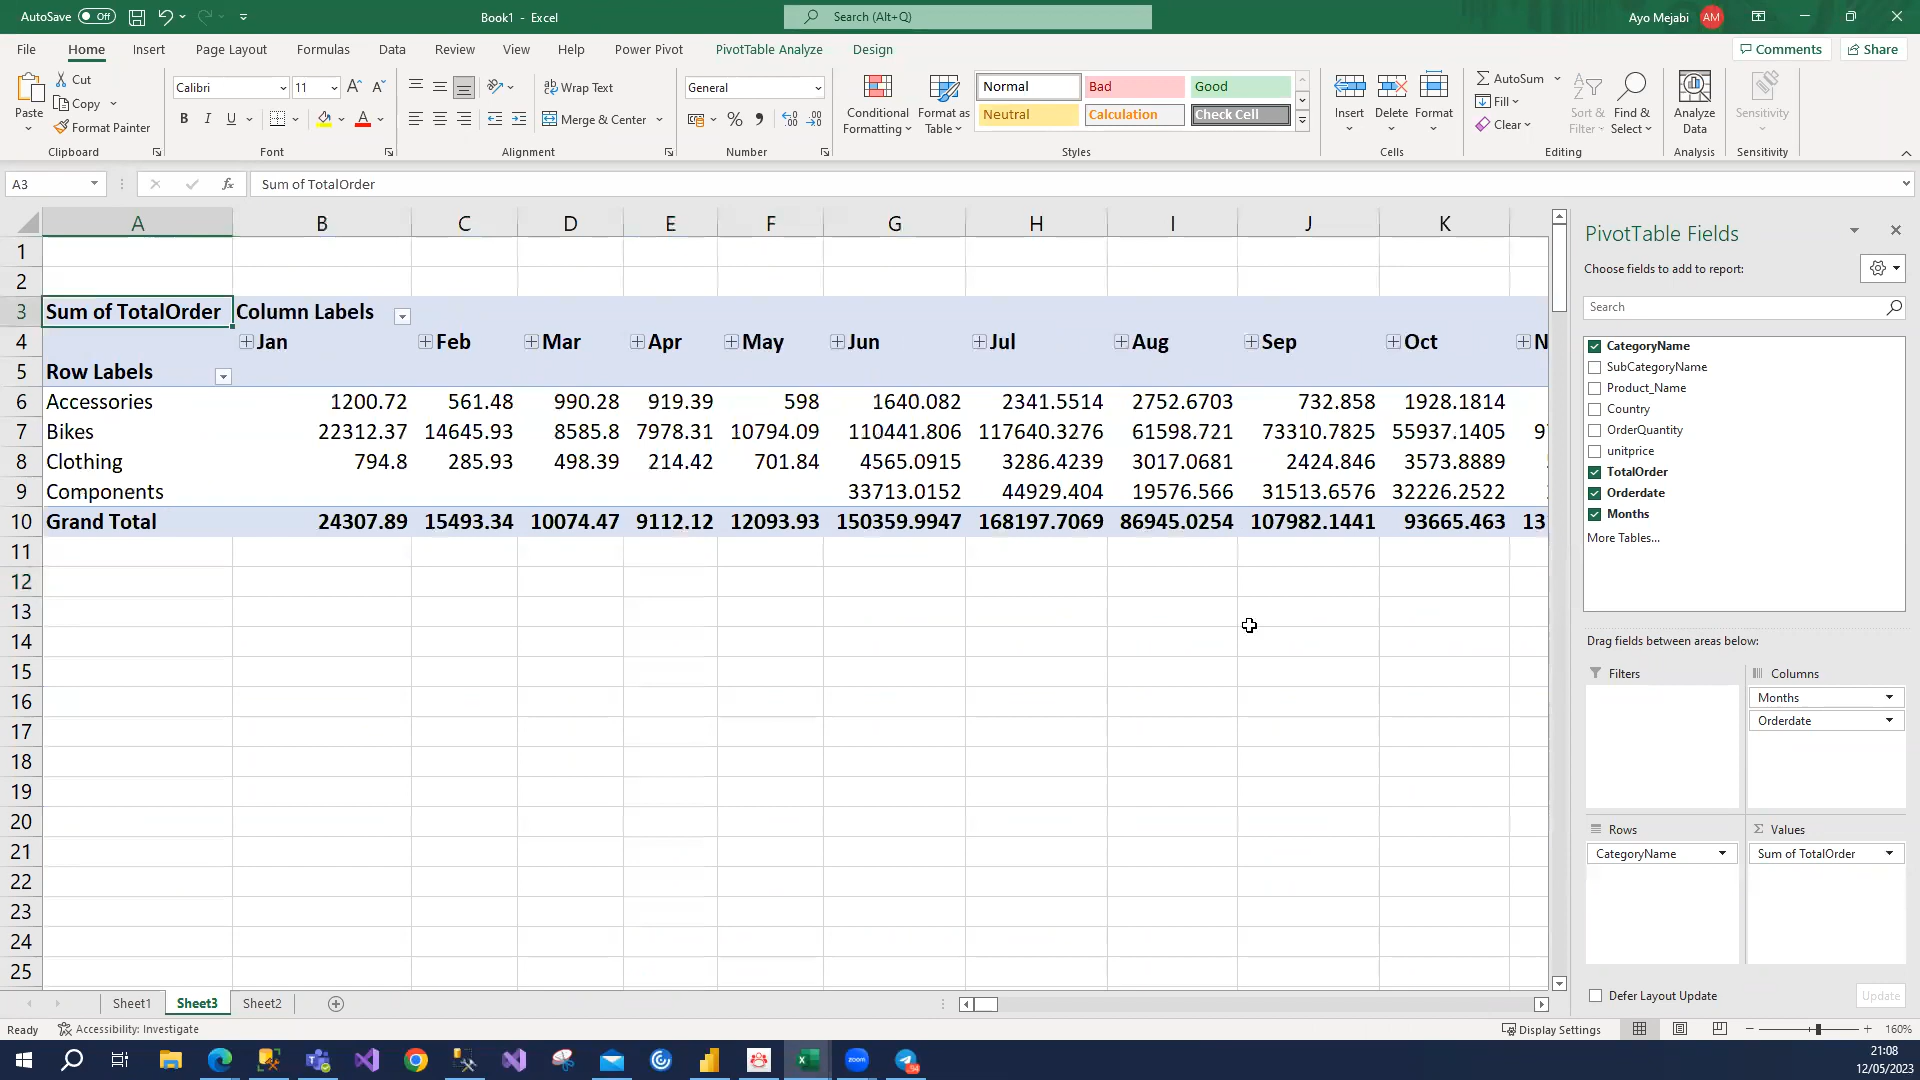 AutoSave Off Book1 - Excel Search (Alt+Q) Ayo Mejabi AM
File Home Insert Page Layout Formulas Data Review View Help Power Pivot PivotTable Analyze Design Comments Share
Paste Cut Copy Format Painter Clipboard
Calibri 11 B I U A A Font
Wrap Text Merge & Center Alignment
General % Number
Conditional Formatting Format as Table Normal Bad Good Neutral Calculation Check Cell Styles
Insert Delete Format Cells
AutoSum Fill Clear Sort & Filter Find & Select Editing
Analyze Data Analysis
Sensitivity Sensitivity
A3 fx Sum of TotalOrder
A B C D E F G H I J K
1
2
3 Sum of TotalOrder Column Labels
4 Jan Feb Mar Apr May Jun Jul Aug Sep Oct N
5 Row Labels
6 Accessories 1200.72 561.48 990.28 919.39 598 1640.082 2341.5514 2752.6703 732.858 1928.1814
7 Bikes 22312.37 14645.93 8585.8 7978.31 10794.09 110441.806 117640.3276 61598.721 73310.7825 55937.1405
8 Clothing 794.8 285.93 498.39 214.42 701.84 4565.0915 3286.4239 3017.0681 2424.846 3573.8889
9 Components 33713.0152 44929.404 19576.566 31513.6576 32226.2522
10 Grand Total 24307.89 15493.34 10074.47 9112.12 12093.93 150359.9947 168197.7069 86945.0254 107982.1441 93665.463 13
11
12
13
14
15
16
17
18
19
20
21
22
23
24
25
PivotTable Fields
Choose fields to add to report:
Search
CategoryName
SubCategoryName
Product_Name
Country
OrderQuantity
unitprice
TotalOrder
Orderdate
Months
More Tables...
Drag fields between areas below:
Filters Columns
Months
Orderdate
Rows Values
CategoryName Sum of TotalOrder
Defer Layout Update Update
Sheet1 Sheet3 Sheet2
Ready Accessibility: Investigate Display Settings 160%
zoom 94 21:08
12/05/2023